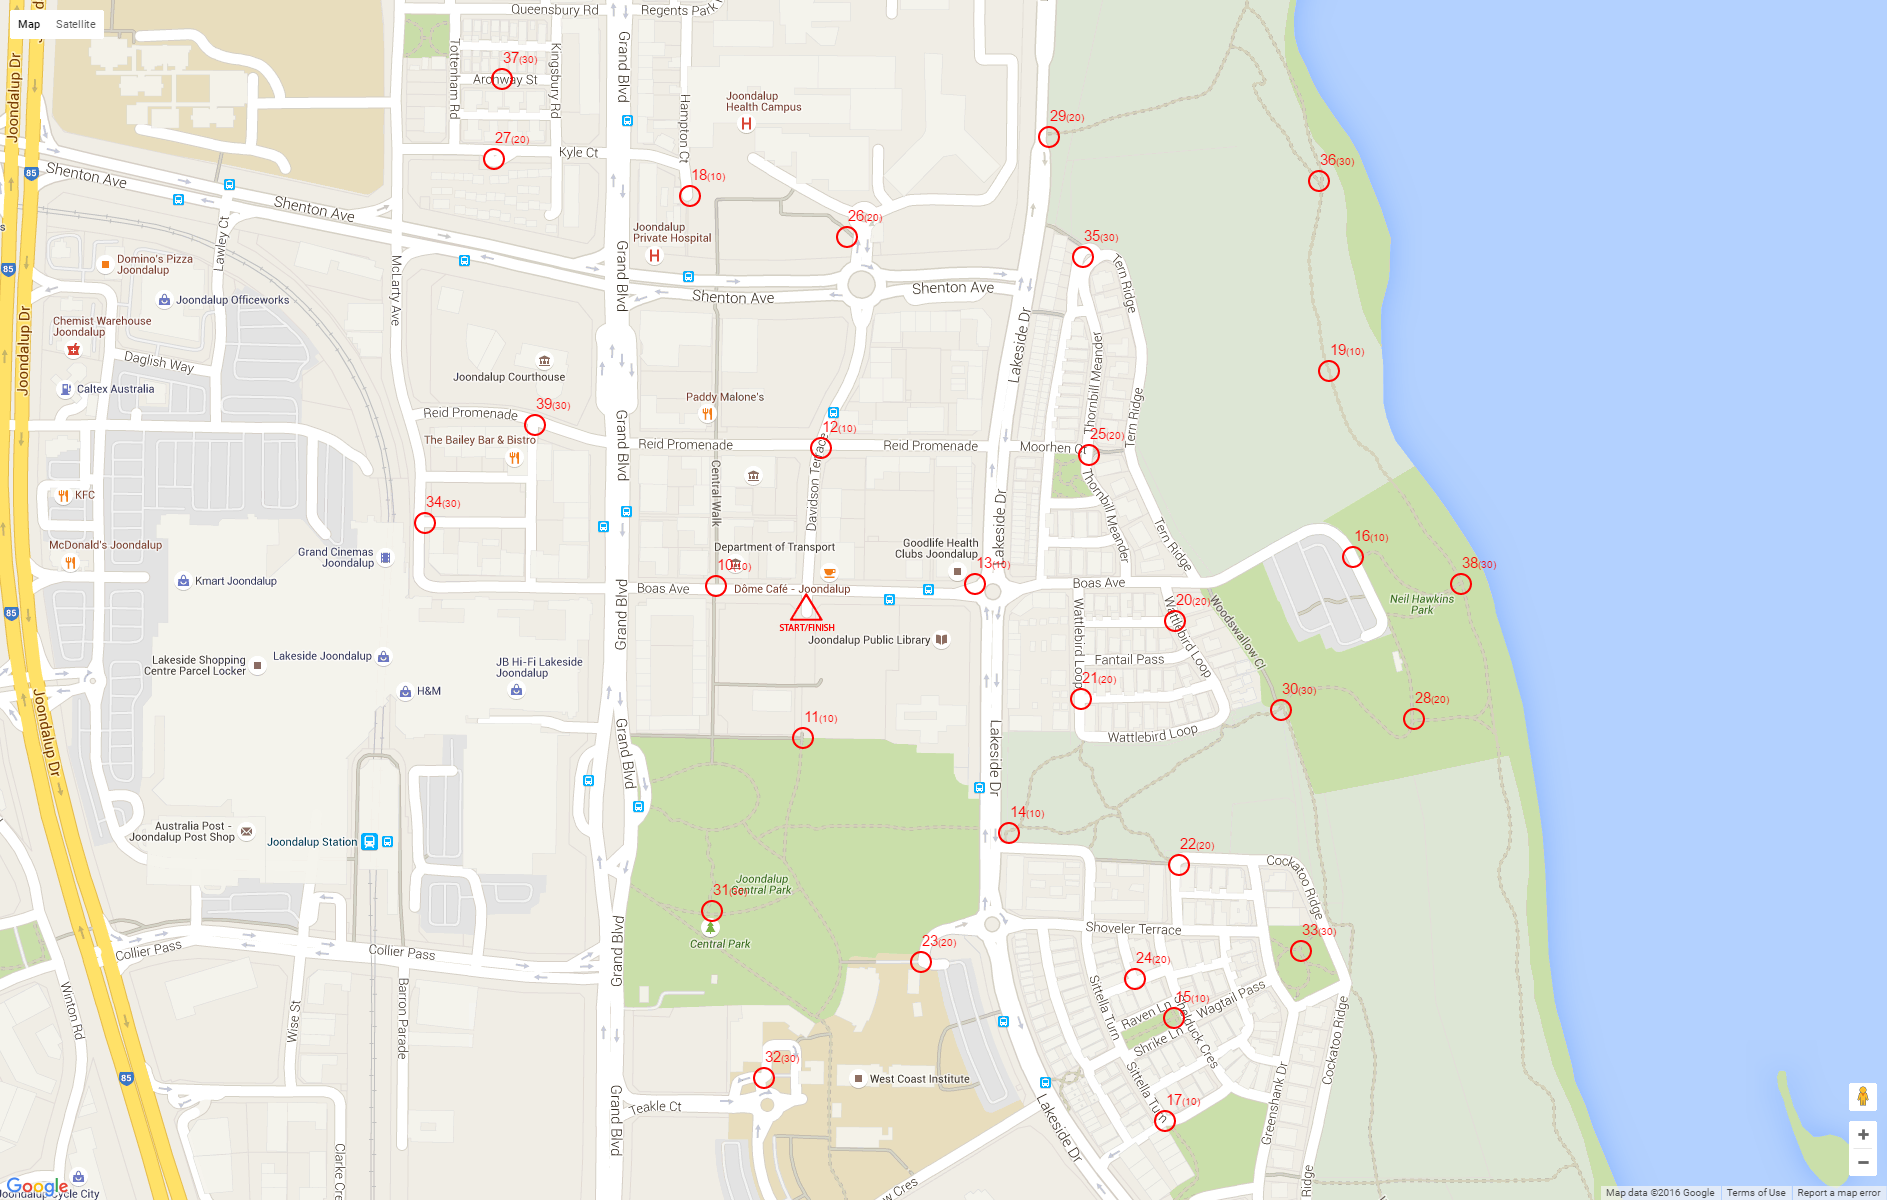 Map Satellite
Queensbury Rd
Regents Park
Joondalup Dr
Tottenham Rd
37(30)
Aronway St
Kingsbury Rd
Grand Blvd
Hampton Ct
Joondalup
Health Campus
29(20)
27(20)
Kyle Ct
36(30)
85
Shenton Ave
18(10)
Shenton Ave
26(20)
Lawley Ct
Joondalup
Private Hospital
35(30)
Domino's Pizza
Joondalup
McLarty Ave
Grand Blvd
Tern Ridge
85
Joondalup Officeworks
Shenton Ave
Shenton Ave
Chemist Warehouse
Joondalup
Joondalup Dr
Lakeside Dr
Daglish Way
Thornbill Meander
19(10)
Joondalup Courthouse
Caltex Australia
Paddy Malone's
39(30)
Reid Promenade
Grand Blvd
Tern Ridge
12(10)
25(20)
The Bailey Bar & Bistro
Reid Promenade
Reid Promenade
Moorhen Ct
Central Walk
Davidson Terrace
Thornbill Meander
KFC
34(30)
Lakeside Dr
Tern Ridge
16(10)
McDonald's Joondalup
Grand Cinemas
Joondalup
Department of Transport
Goodlife Health
Clubs Joondalup
13(10)
38(30)
10(10)
Kmart Joondalup
Boas Ave
Dôme Café - Joondalup
Boas Ave
Neil Hawkins
Park
85
Grand Blvd
START/FINISH
20(20)
Wattlebird Loop
Wattlebird Loop
Woodswallow Cl
Joondalup Public Library
Lakeside Shopping
Centre Parcel Locker
Lakeside Joondalup
JB Hi-Fi Lakeside
Joondalup
Fantail Pass
H&M
21(20)
30(30)
28(20)
Joondalup Dr
11(10)
Grand Blvd
Lakeside Dr
Wattlebird Loop
14(10)
Australia Post -
Joondalup Post Shop
Joondalup Station
22(20)
Cockatoo Ridge
Joondalup
Central Park
31(30)
Central Park
Grand Blvd
Shoveler Terrace
33(30)
Collier Pass
Collier Pass
23(20)
24(20)
Winton Rd
Wise St
Barron Parade
Sittella Turn
15(10)
Raven Ln
Shelduck Cres
Wagtail Pass
Shrike Ln
Cockatoo Ridge
32(30)
West Coast Institute
85
Sittella Turn
Greenshank Dr
17(10)
Teakle Ct
Grand Blvd
Lakeside Dr
Clarke Cre
w Cres
Ridge
Google
Joondalup Cycle City
Map data ©2016 Google Terms of Use Report a map error